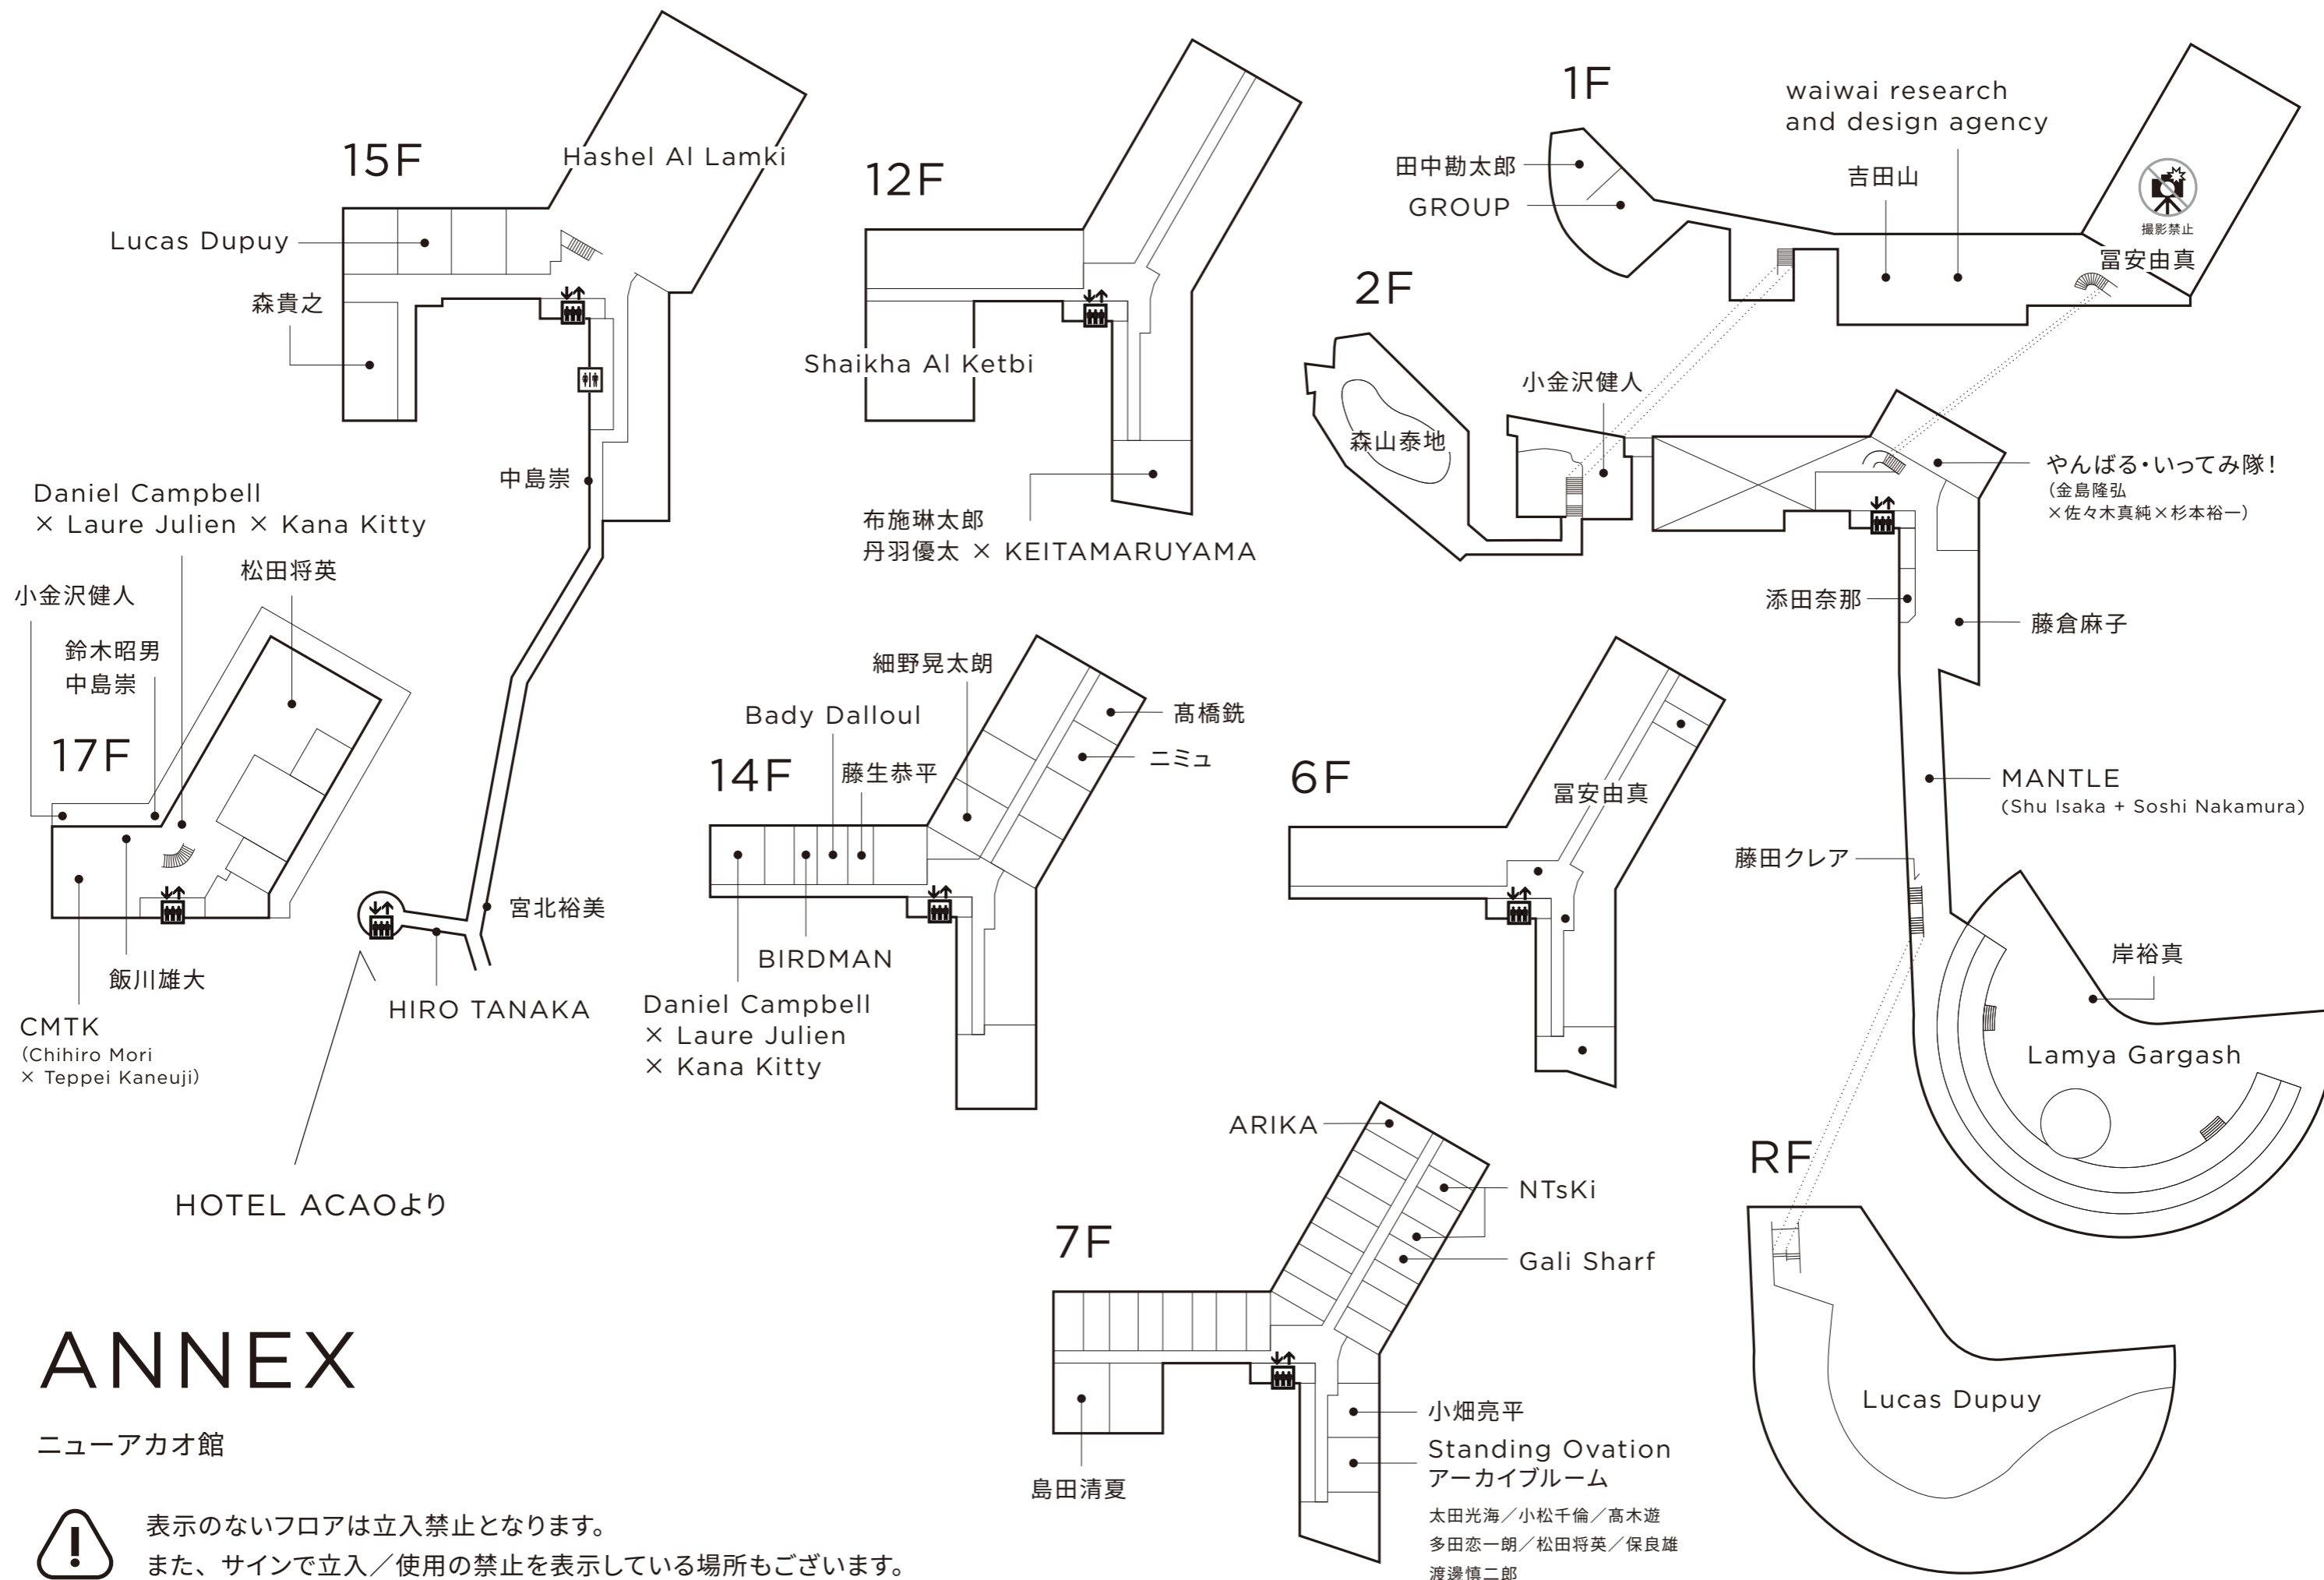 15F
Hashel Al Lamki
Lucas Dupuy
森貴之
中島崇
宮北裕美
HIRO TANAKA
HOTEL ACAOより
12F
Shaikha Al Ketbi
布施琳太郎
丹羽優太 × KEITAMARUYAMA
1F
田中勘太郎
GROUP
waiwai research
and design agency
吉田山
撮影禁止
冨安由真
2F
森山泰地
小金沢健人
やんばる・いってみ隊！
（金島隆弘
×佐々木真純×杉本裕一）
添田奈那
藤倉麻子
MANTLE
(Shu Isaka + Soshi Nakamura)
藤田クレア
岸裕真
Lamya Gargash
RF
Lucas Dupuy
Daniel Campbell
× Laure Julien × Kana Kitty
松田将英
小金沢健人
鈴木昭男
中島崇
17F
飯川雄大
CMTK
（Chihiro Mori
× Teppei Kaneuji）
14F
細野晃太朗
Bady Dalloul
藤生恭平
髙橋銑
ニミュ
BIRDMAN
Daniel Campbell
× Laure Julien
× Kana Kitty
6F
冨安由真
7F
ARIKA
NTsKi
Gali Sharf
小畑亮平
Standing Ovation
アーカイブルーム
太田光海／小松千倫／髙木遊
多田恋一朗／松田将英／保良雄
渡邊慎二郎
島田清夏
ANNEX
ニューアカオ館
表示のないフロアは立入禁止となります。
また、サインで立入／使用の禁止を表示している場所もございます。